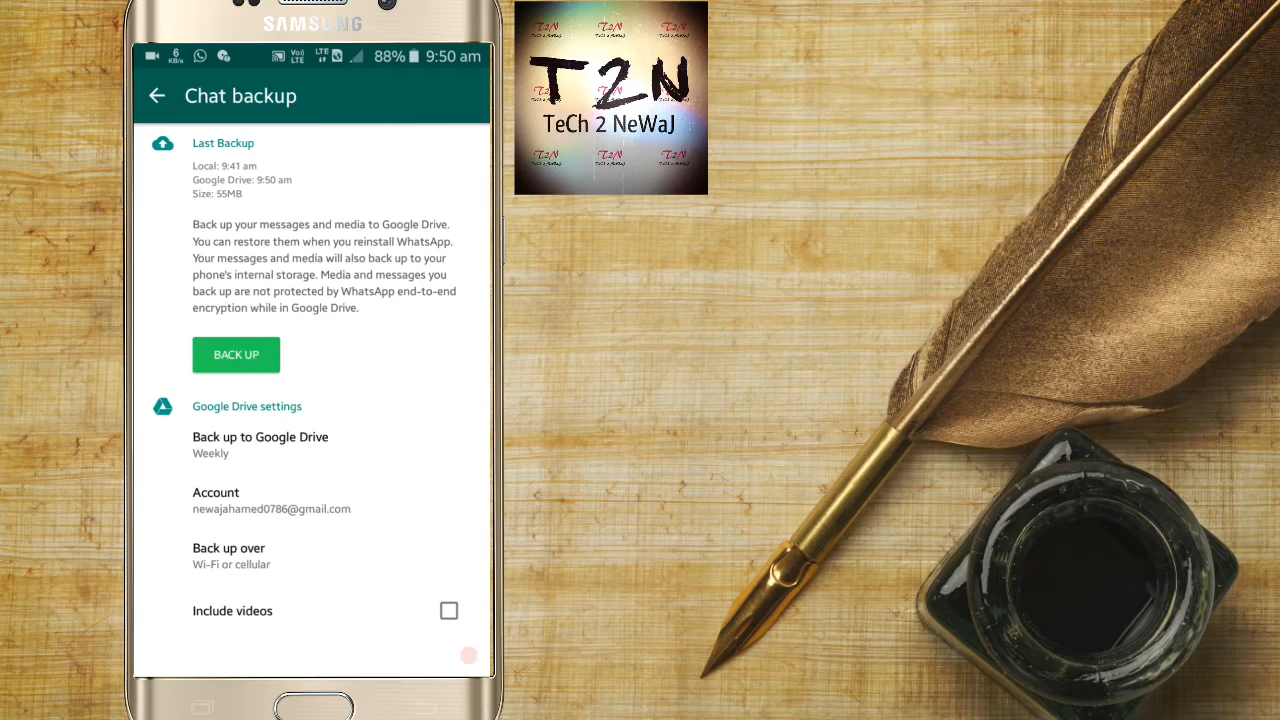 SAMSUNG
6
KB/s
Vo))
LTE
LTE
88%
9:50 am
Chat backup
Last Backup
Local: 9:41 am
Google Drive: 9:50 am
Size: 55MB
Back up your messages and media to Google Drive.
You can restore them when you reinstall WhatsApp.
Your messages and media will also back up to your
phone's internal storage. Media and messages you
back up are not protected by WhatsApp end-to-end
encryption while in Google Drive.
BACK UP
Google Drive settings
Back up to Google Drive
Weekly
Account
newajahamed0786@gmail.com
Back up over
Wi-Fi or cellular
Include videos
T2N
TeCh 2 NeWaJ